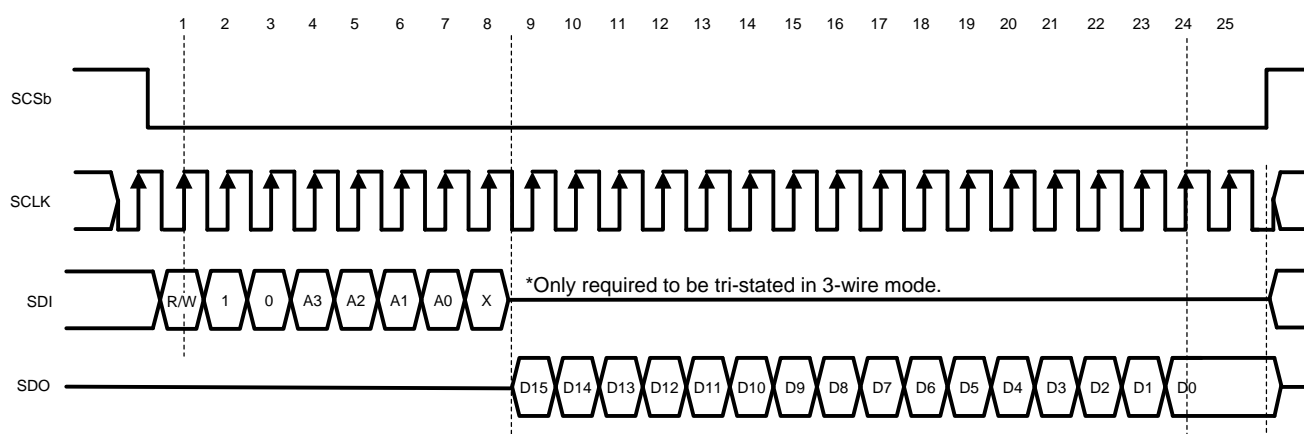 1 2 3 4 5 6 7 8 9 10 11 12 13 14 15 16 17 18 19 20 21 22 23 24 25
SCSb
SCLK
SDI R/W 1 0 A3 A2 A1 A0 X *Only required to be tri-stated in 3-wire mode.
SDO D15 D14 D13 D12 D11 D10 D9 D8 D7 D6 D5 D4 D3 D2 D1 D0